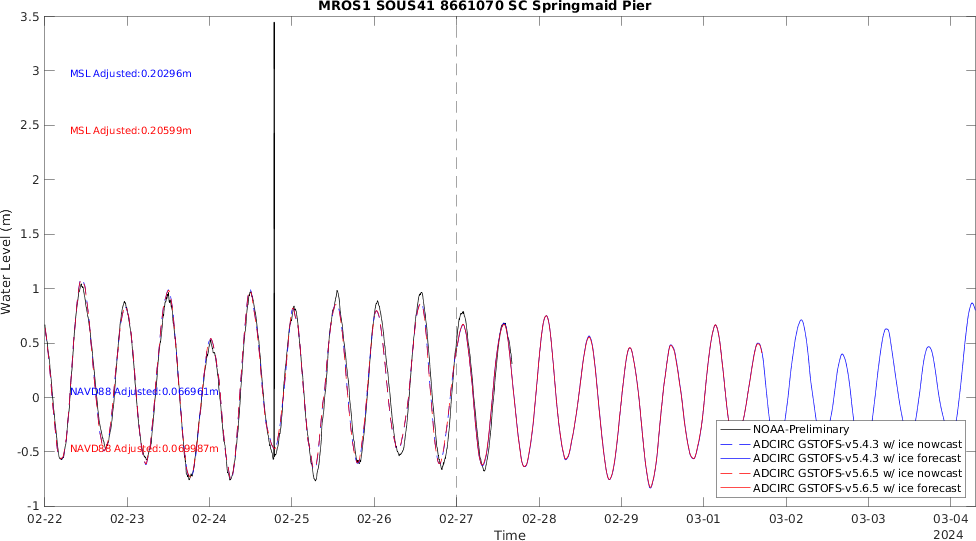 MROS1 SOUS41 8661070 SC Springmaid Pier
3.5
3
2.5
2
1.5
1
0.5
0
-0.5
-1
Water Level (m)
MSL Adjusted:0.20296m
MSL Adjusted:0.20599m
NAVD88 Adjusted:0.066961m
NAVD88 Adjusted:0.069987m
NOAA-Preliminary
ADCIRC GSTOFS-v5.4.3 w/ ice nowcast
ADCIRC GSTOFS-v5.4.3 w/ ice forecast
ADCIRC GSTOFS-v5.6.5 w/ ice nowcast
ADCIRC GSTOFS-v5.6.5 w/ ice forecast
02-22 02-23 02-24 02-25 02-26 02-27 02-28 02-29 03-01 03-02 03-03 03-04
Time
2024